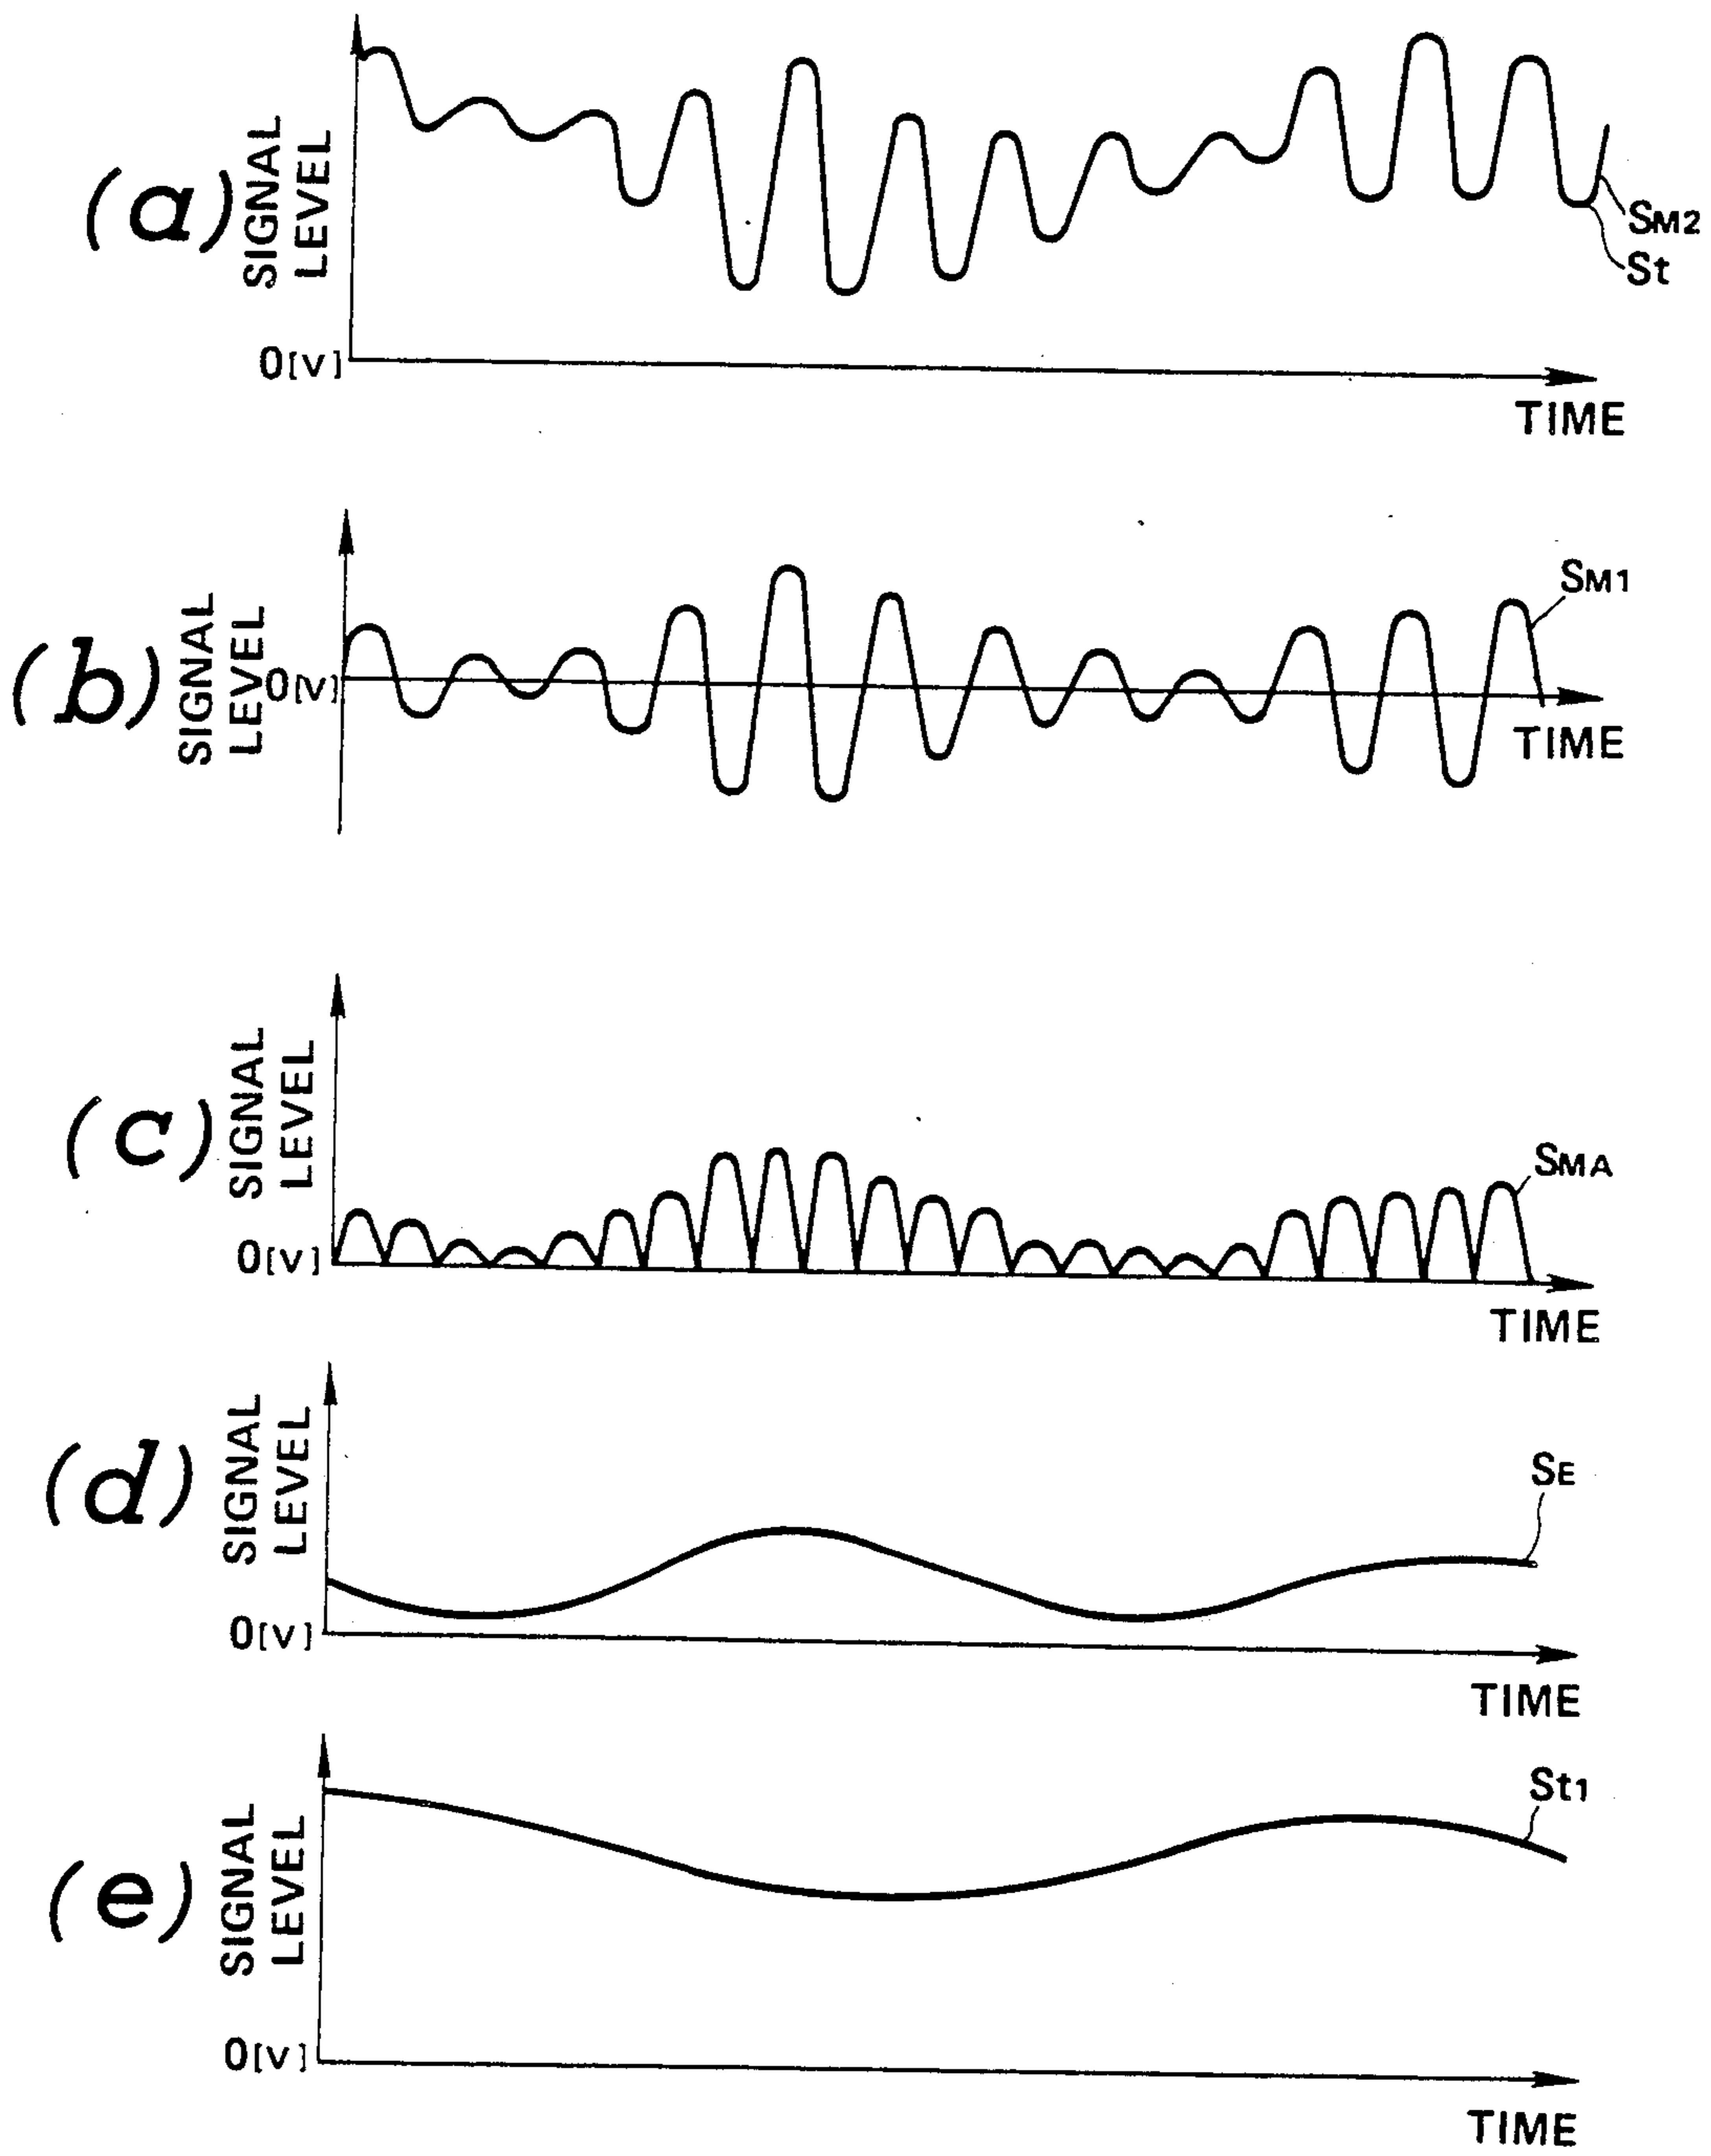 (a)
SIGNAL
LEVEL
0[V]
SM2
St
TIME
(b)
SIGNAL
LEVEL
0[V]
SM1
TIME
(c)
SIGNAL
LEVEL
0[V]
SMA
TIME
(d)
SIGNAL
LEVEL
0[V]
SE
TIME
(e)
SIGNAL
LEVEL
0[V]
St1
TIME